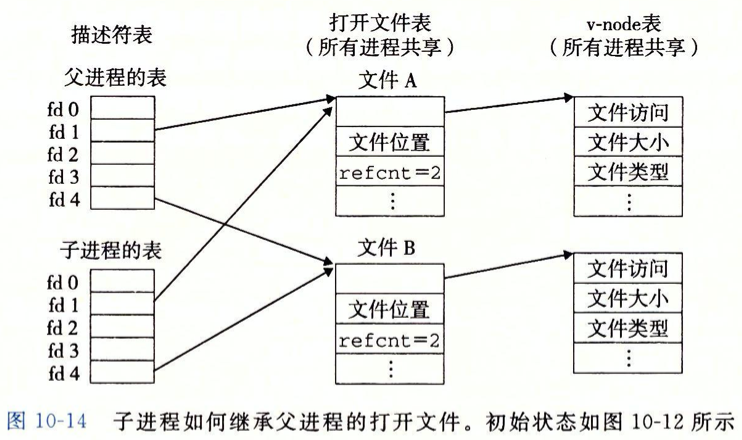 描述符表
打开文件表
（所有进程共享）
v-node表
（所有进程共享）
父进程的表
fd 0
fd 1
fd 2
fd 3
fd 4
文件 A
文件位置
refcnt=2
⋮
文件访问
文件大小
文件类型
⋮
子进程的表
fd 0
fd 1
fd 2
fd 3
fd 4
文件 B
文件位置
refcnt=2
⋮
文件访问
文件大小
文件类型
⋮
图 10-14 子进程如何继承父进程的打开文件。初始状态如图 10-12 所示